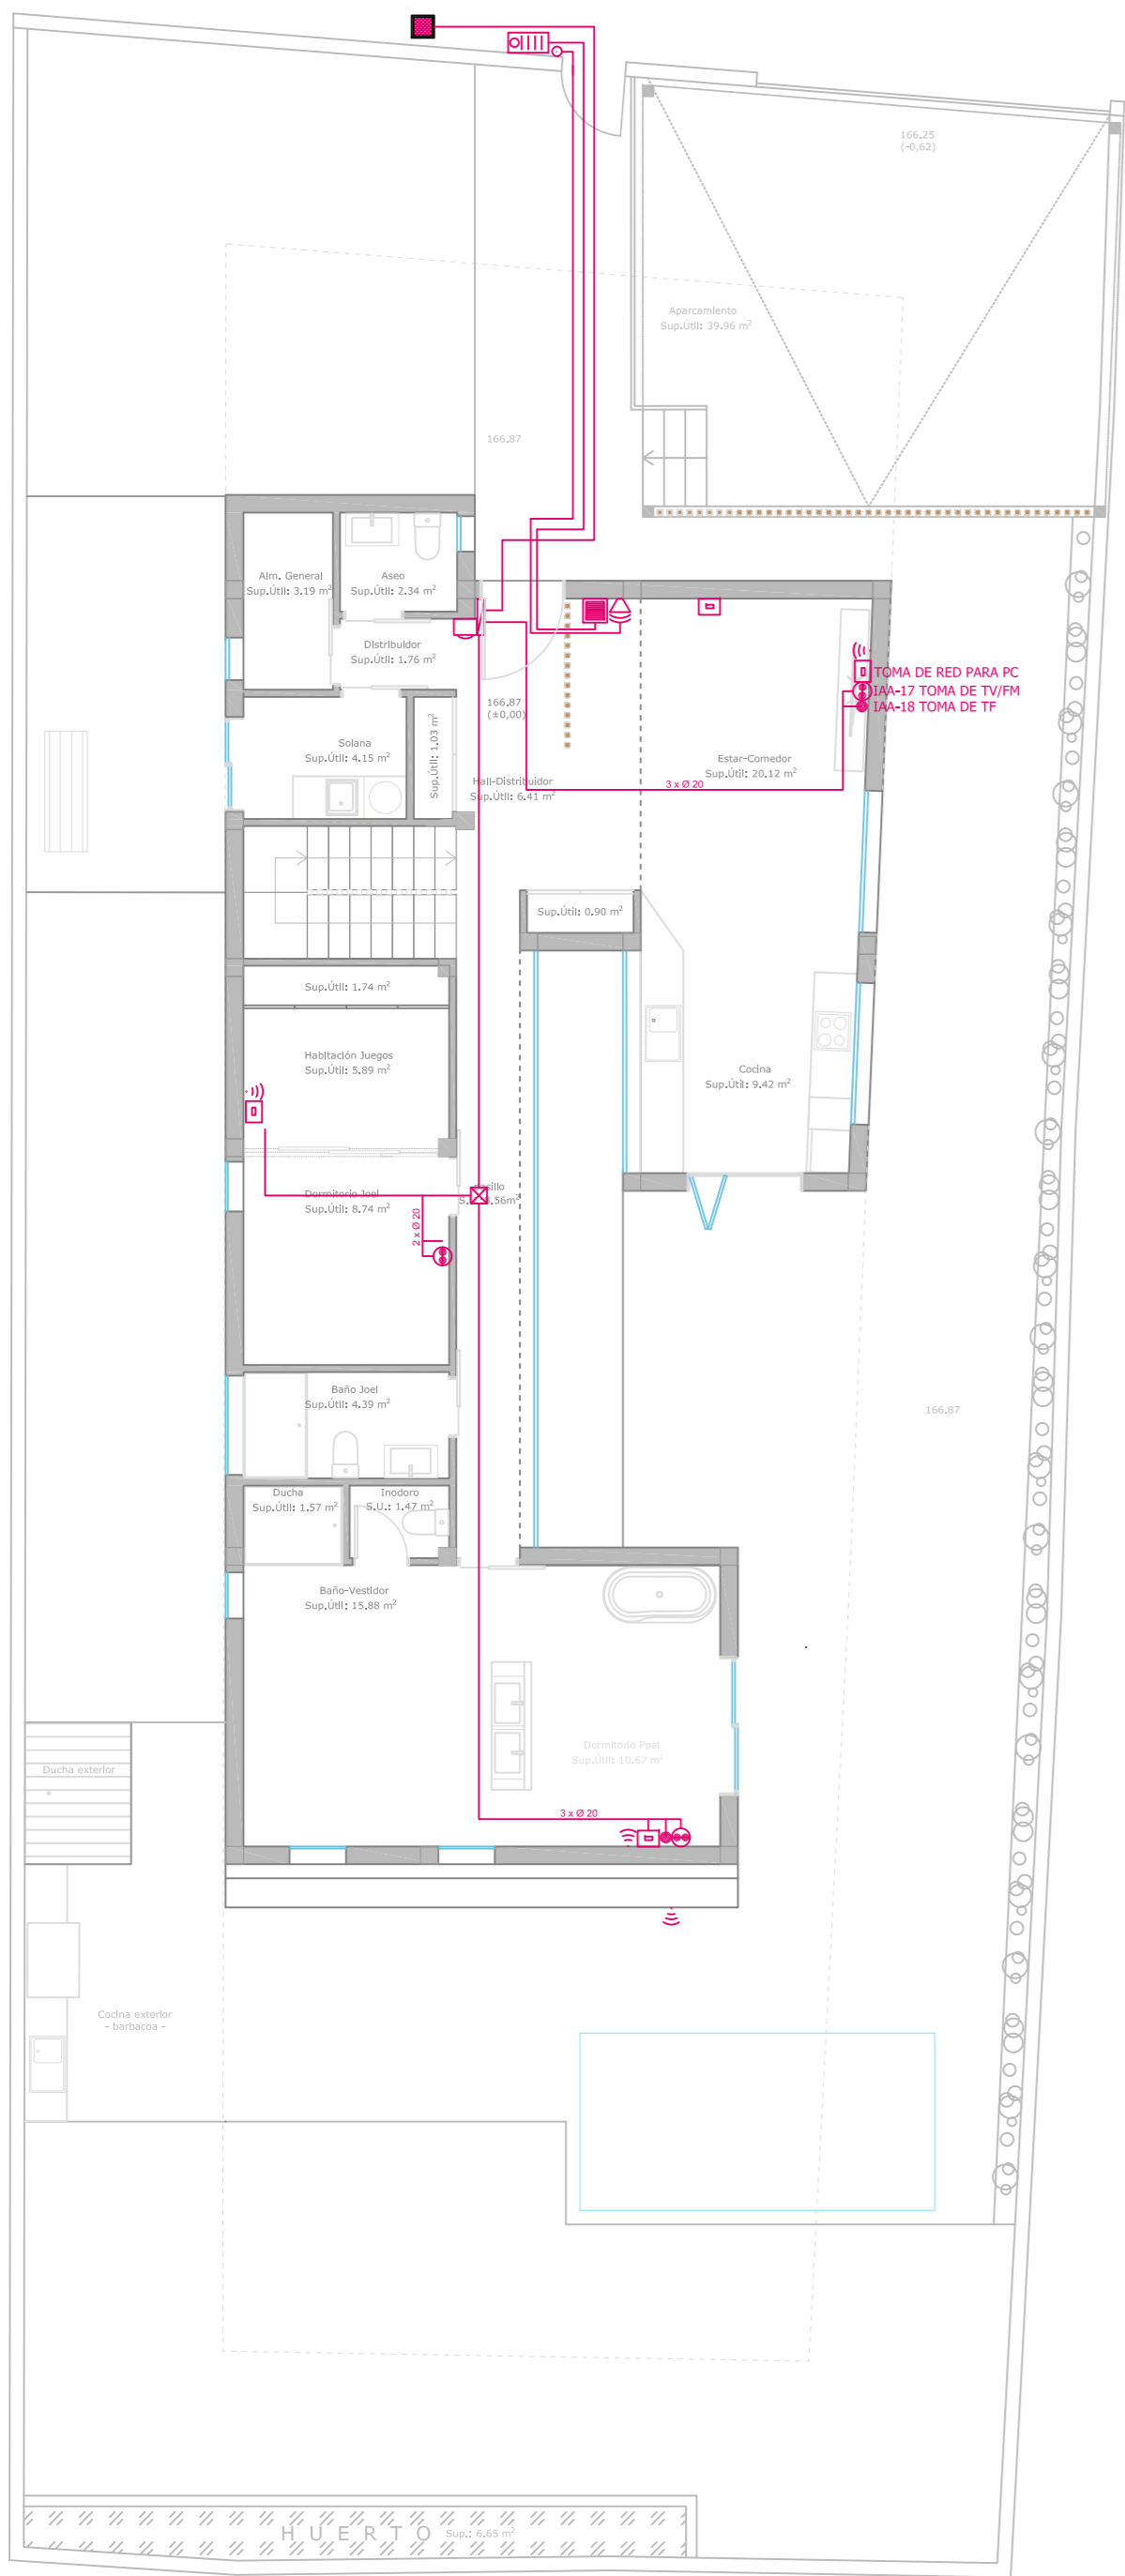 166.25
(-0,62)
Aparcamiento
Sup.Útil: 39.96 m²
166.87
Alm. General
Sup.Útil: 3.19 m²
Aseo
Sup.Útil: 2.34 m²
Distribuidor
Sup.Útil: 1.76 m²
TOMA DE RED PARA PC
IAA-17 TOMA DE TV/FM
IAA-18 TOMA DE TF
166.87
(±0,00)
Solana
Sup.Útil: 4.15 m²
Sup.Útil: 1.03 m²
Hall-Distribuidor
Sup.Útil: 6.41 m²
Estar-Comedor
Sup.Útil: 20.12 m²
3 x Ø 20
Sup.Útil: 0.90 m²
Sup.Útil: 1.74 m²
Habitación Juegos
Sup.Útil: 5.89 m²
Cocina
Sup.Útil: 9.42 m²
Dormitorio Joel
Sup.Útil: 8.74 m²
2 x Ø 20
Baño Joel
Sup.Útil: 4.39 m²
166.87
Ducha
Sup.Útil: 1.57 m²
Inodoro
S.U.: 1.47 m²
Baño-Vestidor
Sup.Útil: 15.88 m²
Dormitorio Ppal
Sup.Útil: 10.67 m²
Ducha exterior
3 x Ø 20
Cocina exterior
- barbacoa -
HUERTO Sup.: 6.65 m²